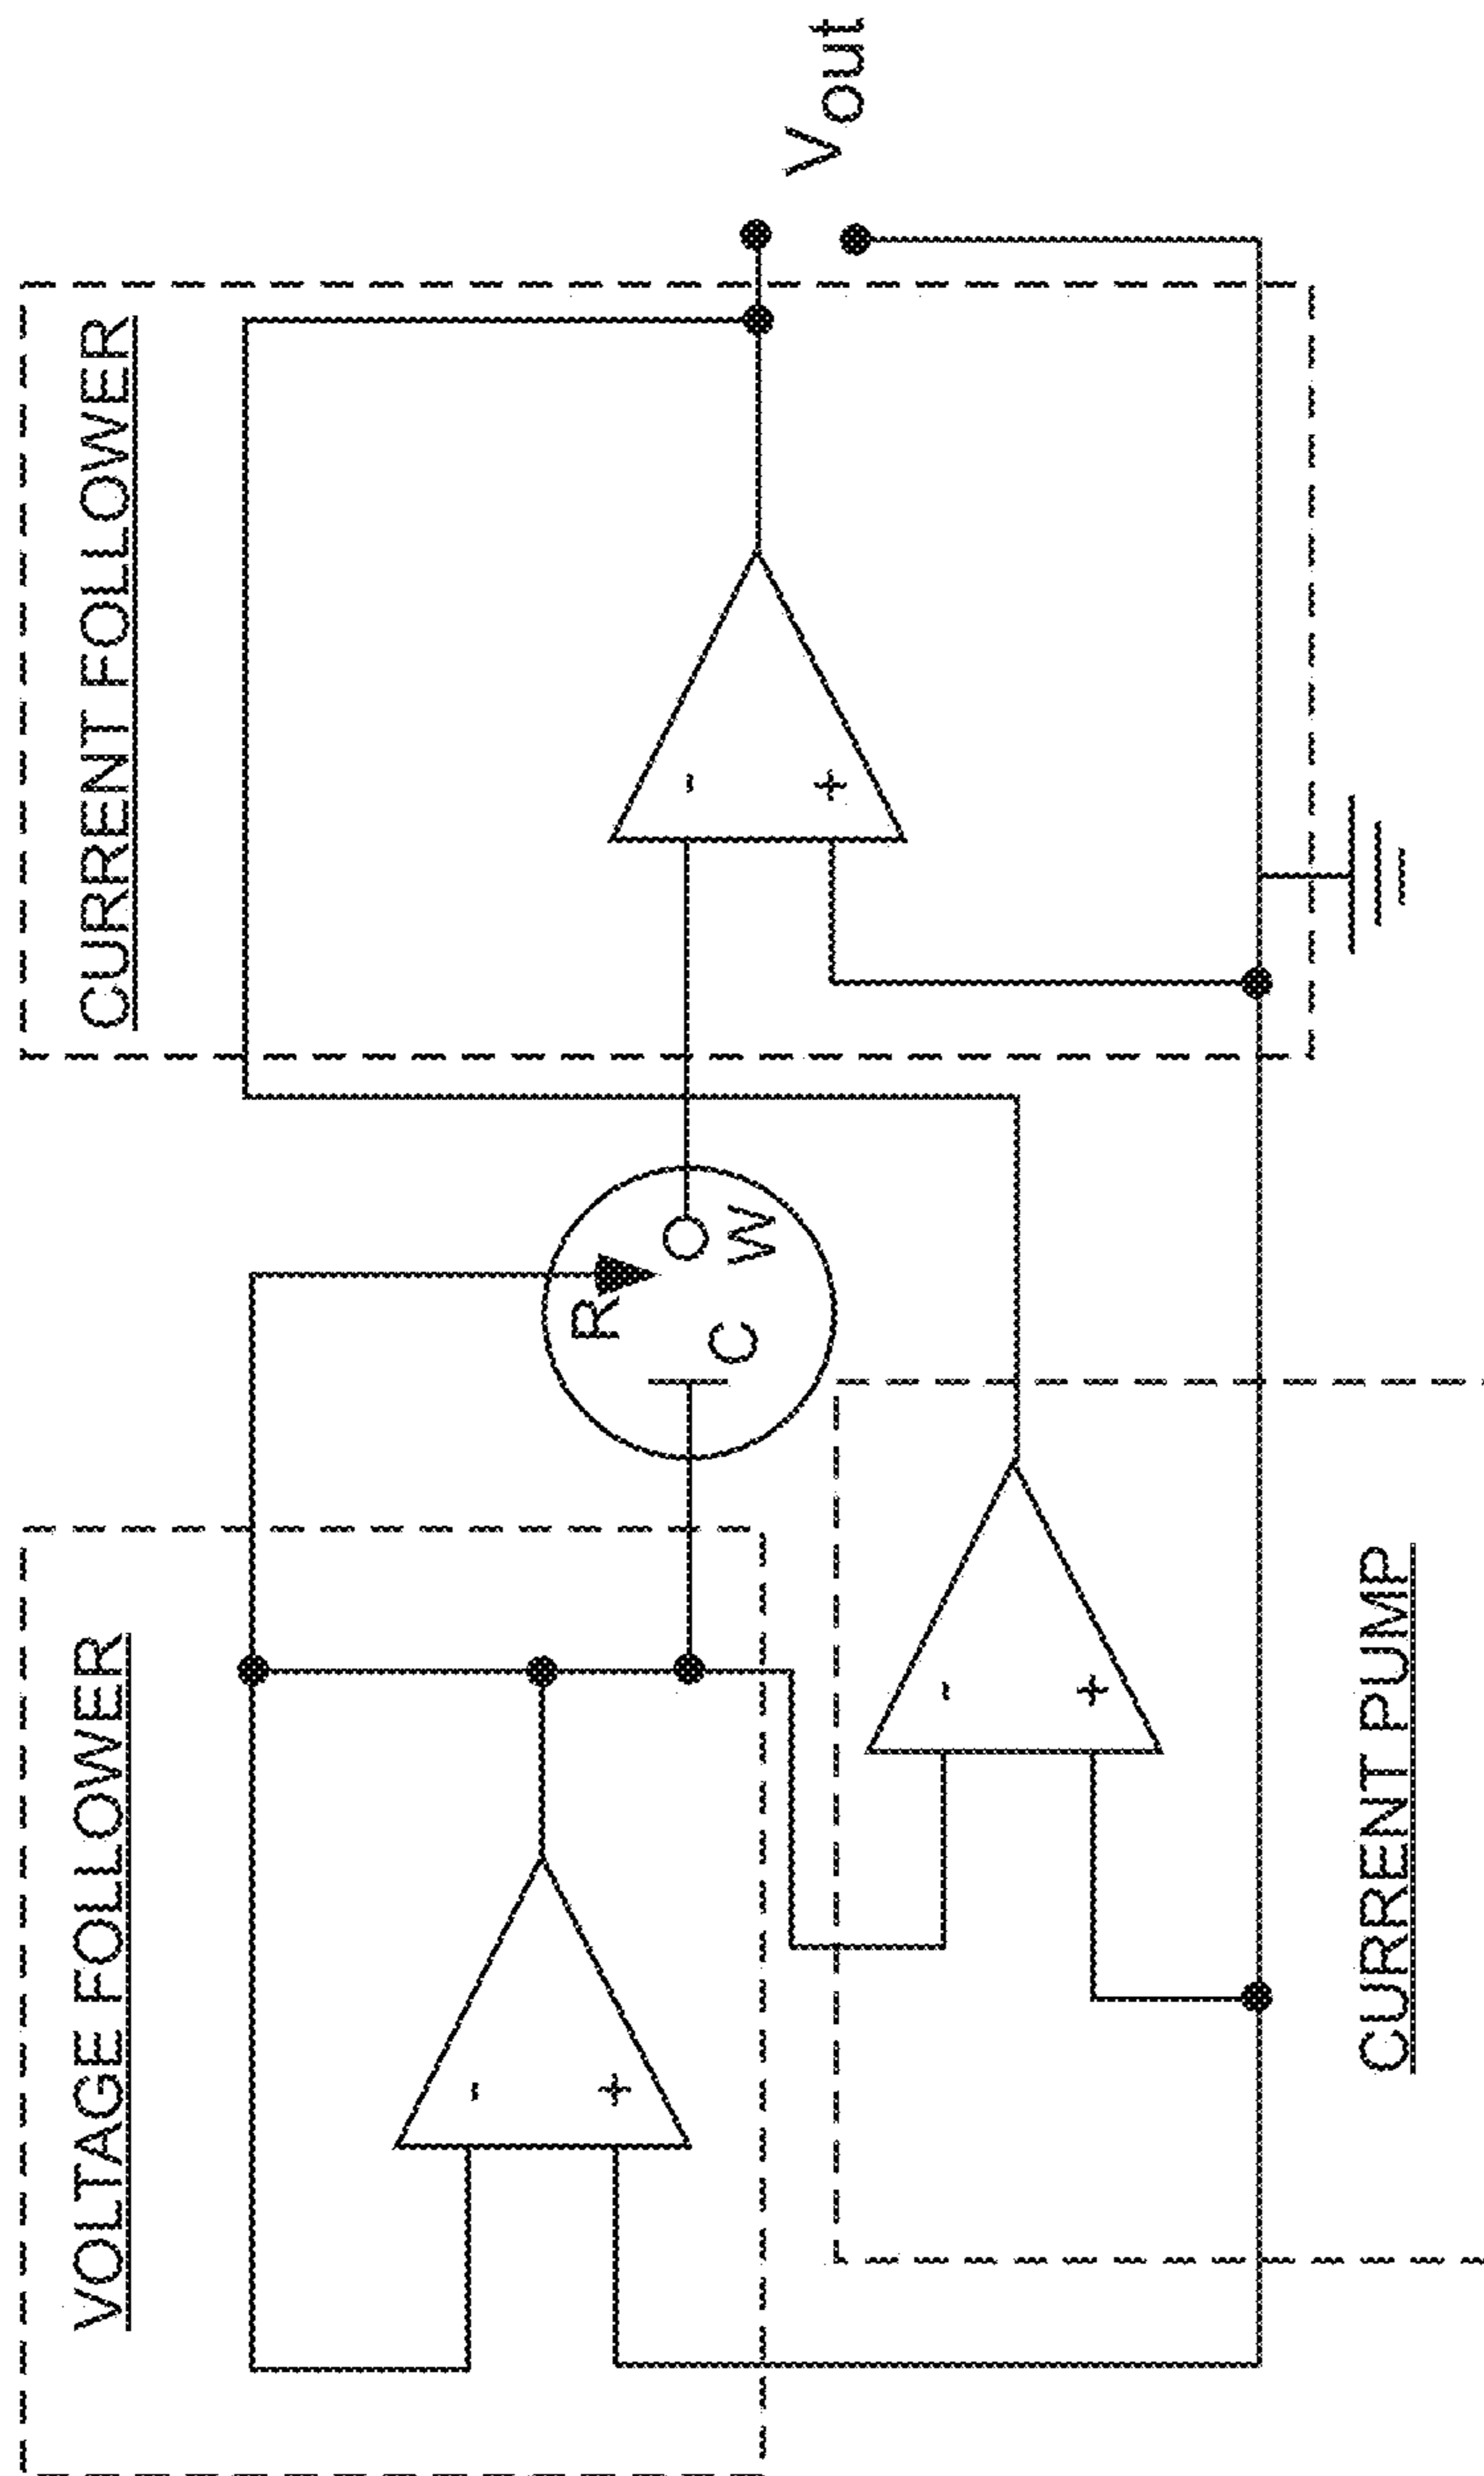 VOLTAGE FOLLOWER
CURRENT FOLLOWER
-
+
R
C
W
-
+
Vout
-
+
CURRENT PUMP